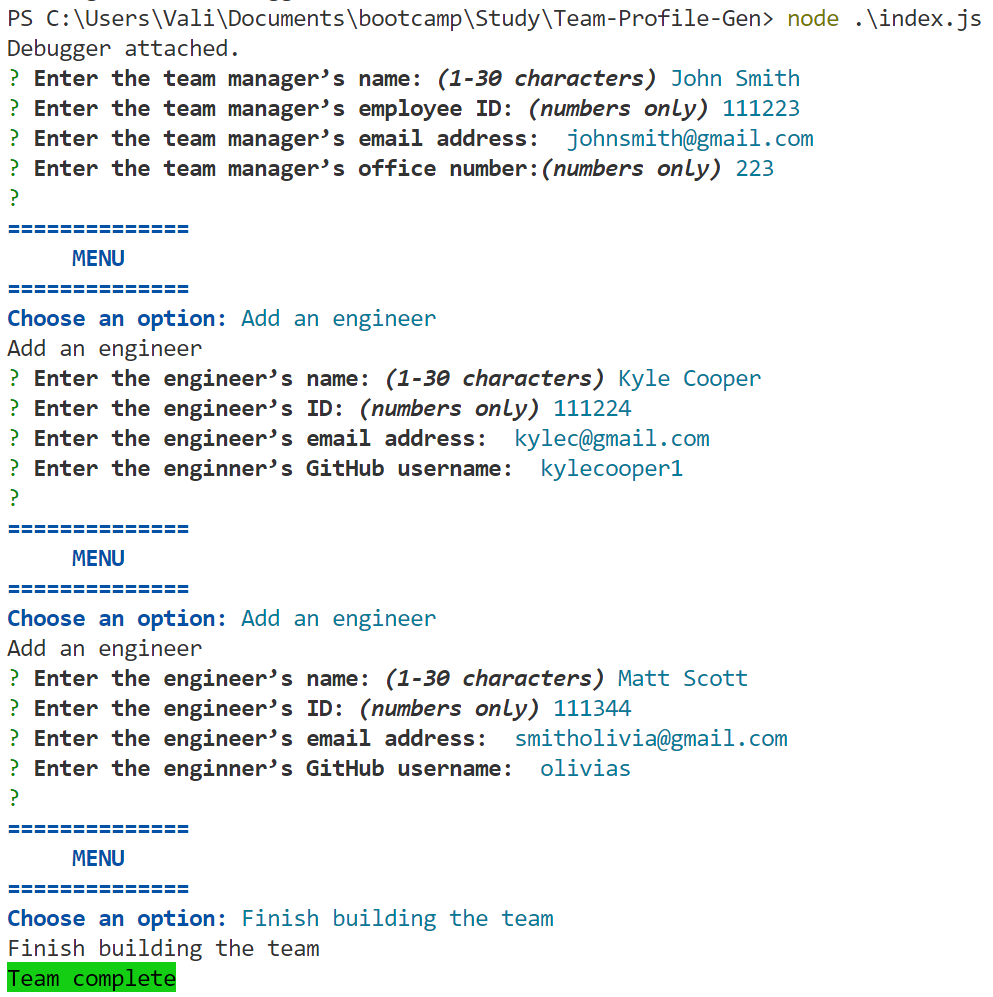 PS C:\Users\Vali\Documents\bootcamp\Study\Team-Profile-Gen> node .\index.js
Debugger attached.
? Enter the team manager’s name: (1-30 characters) John Smith
? Enter the team manager’s employee ID: (numbers only) 111223
? Enter the team manager’s email address:  johnsmith@gmail.com
? Enter the team manager’s office number:(numbers only) 223
?
==============
     MENU
==============
Choose an option: Add an engineer
Add an engineer
? Enter the engineer’s name: (1-30 characters) Kyle Cooper
? Enter the engineer’s ID: (numbers only) 111224
? Enter the engineer’s email address:  kylec@gmail.com
? Enter the enginner’s GitHub username:  kylecooper1
?
==============
     MENU
==============
Choose an option: Add an engineer
Add an engineer
? Enter the engineer’s name: (1-30 characters) Matt Scott
? Enter the engineer’s ID: (numbers only) 111344
? Enter the engineer’s email address:  smitholivia@gmail.com
? Enter the enginner’s GitHub username:  olivias
?
==============
     MENU
==============
Choose an option: Finish building the team
Finish building the team
Team complete